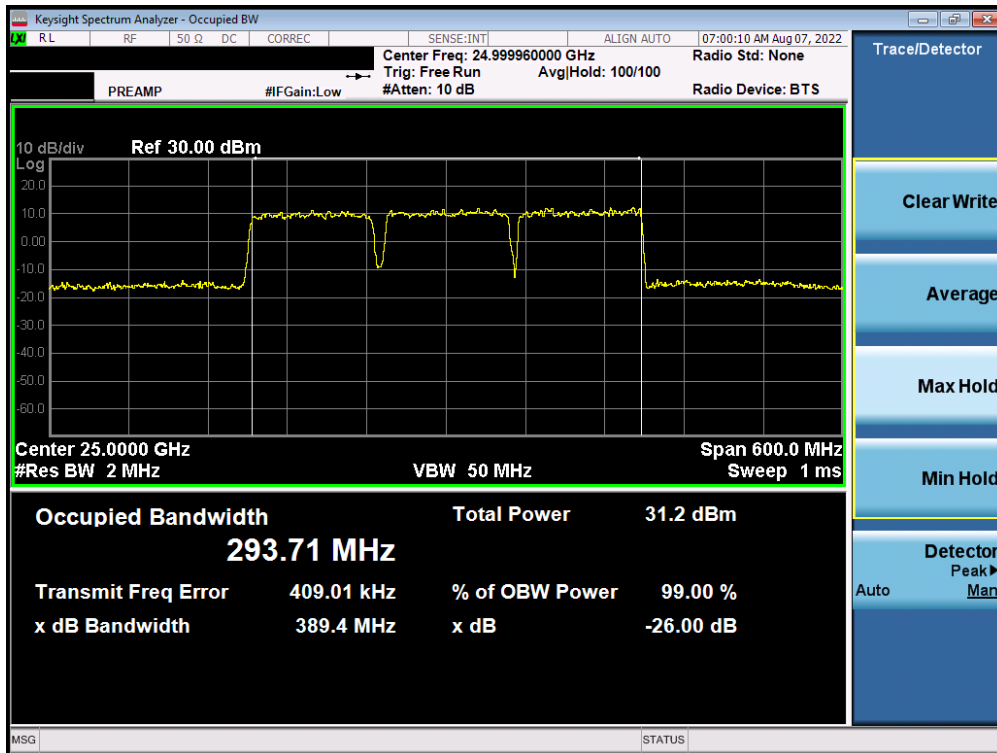 Keysight Spectrum Analyzer - Occupied BW
LXI RL RF 50 Ω DC CORREC SENSE:INT ALIGN AUTO 07:00:10 AM Aug 07, 2022
Center Freq: 24.999960000 GHz Radio Std: None
Trig: Free Run Avg|Hold: 100/100
PREAMP #IFGain:Low #Atten: 10 dB Radio Device: BTS
Trace/Detector
10 dB/div Ref 30.00 dBm
Log
20.0
10.0
0.00
-10.0
-20.0
-30.0
-40.0
-50.0
-60.0
Center 25.0000 GHz Span 600.0 MHz
#Res BW 2 MHz VBW 50 MHz Sweep 1 ms
Occupied Bandwidth Total Power 31.2 dBm
293.71 MHz
Transmit Freq Error 409.01 kHz % of OBW Power 99.00 %
x dB Bandwidth 389.4 MHz x dB -26.00 dB
Clear Write
Average
Max Hold
Min Hold
Detector
Peak▶
Auto Man
MSG STATUS